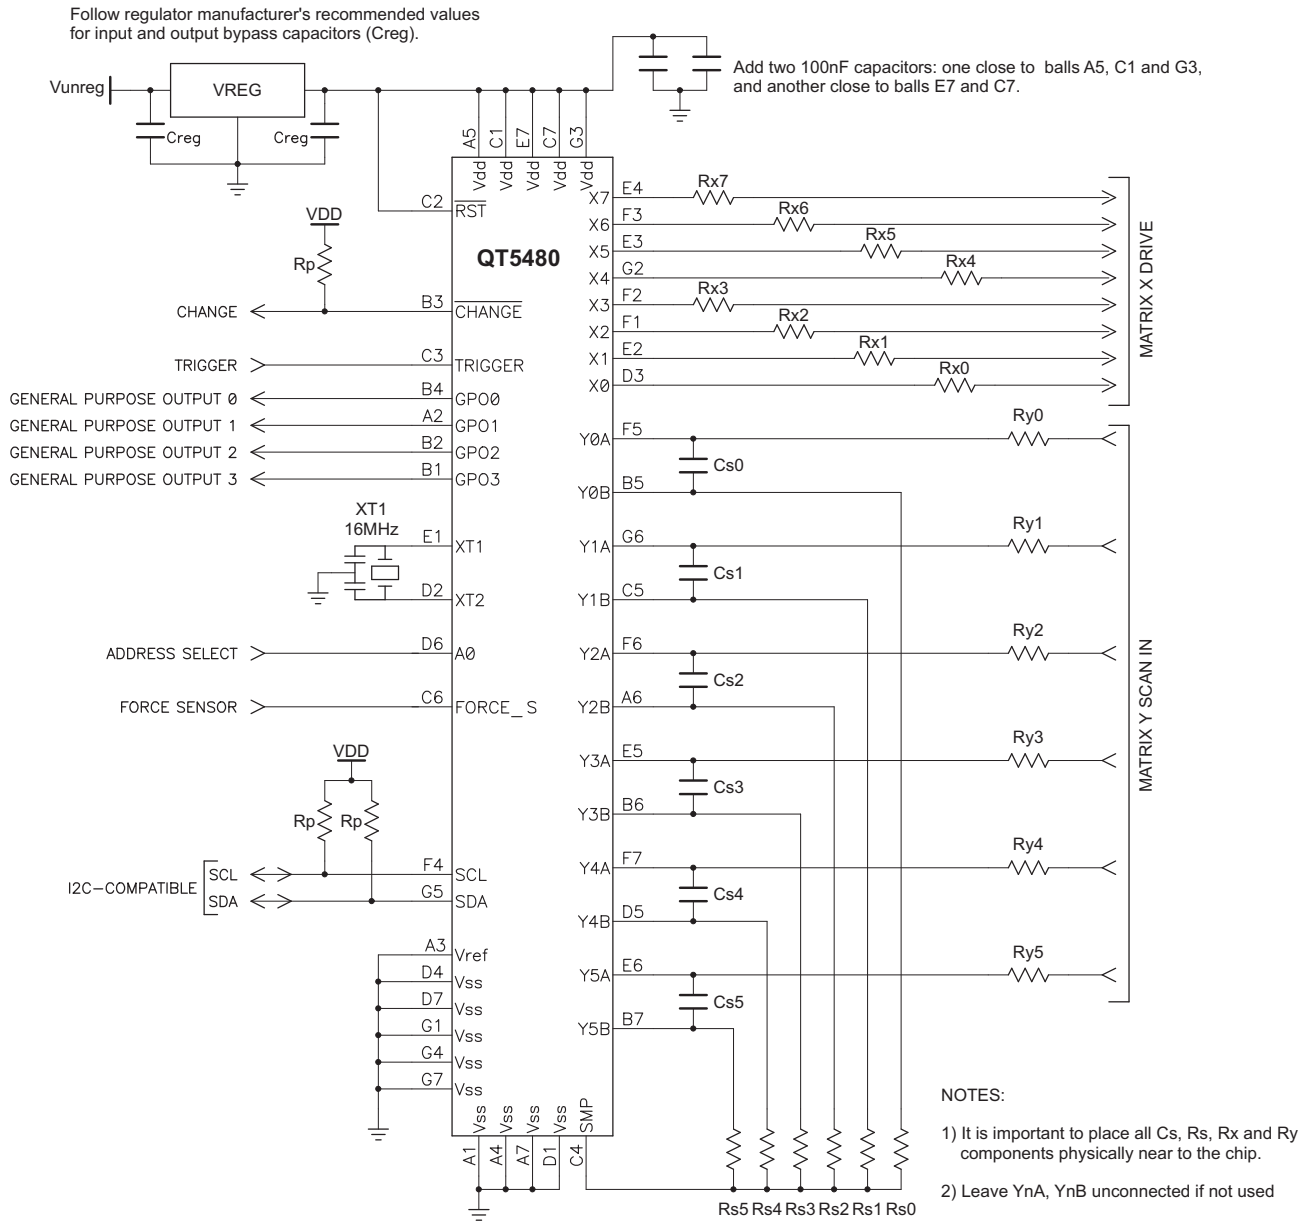 Follow regulator manufacturer's recommended values
for input and output bypass capacitors (Creg).
Vunreg
VREG
Creg
Creg
Add two 100nF capacitors: one close to balls A5, C1 and G3,
and another close to balls E7 and C7.
A5 C1 E7 C7 G3
Vdd Vdd Vdd Vdd Vdd
QT5480
C2 RST
VDD
Rp
CHANGE B3 CHANGE
TRIGGER C3 TRIGGER
GENERAL PURPOSE OUTPUT 0 B4 GPO0
GENERAL PURPOSE OUTPUT 1 A2 GPO1
GENERAL PURPOSE OUTPUT 2 B2 GPO2
GENERAL PURPOSE OUTPUT 3 B1 GPO3
XT1
16MHz
E1 XT1
D2 XT2
ADDRESS SELECT D6 A0
FORCE SENSOR C6 FORCE_S
VDD
Rp Rp
I2C-COMPATIBLE
SCL F4 SCL
SDA G5 SDA
A3 Vref
D4 Vss
D7 Vss
G1 Vss
G4 Vss
G7 Vss
Vss Vss Vss Vss SMP
A1 A4 A7 D1 C4
X7 E4 Rx7
X6 F3 Rx6
X5 E3 Rx5
X4 G2 Rx4
X3 F2 Rx3
X2 F1 Rx2
X1 E2 Rx1
X0 D3 Rx0
MATRIX X DRIVE
Y0A F5 Ry0
Cs0
Y0B B5
Y1A G6 Ry1
Cs1
Y1B C5
Y2A F6 Ry2
Cs2
Y2B A6
Y3A E5 Ry3
Cs3
Y3B B6
Y4A F7 Ry4
Cs4
Y4B D5
Y5A E6 Ry5
Cs5
Y5B B7
MATRIX Y SCAN IN
Rs5 Rs4 Rs3 Rs2 Rs1 Rs0
NOTES:
1) It is important to place all Cs, Rs, Rx and Ry
components physically near to the chip.
2) Leave YnA, YnB unconnected if not used